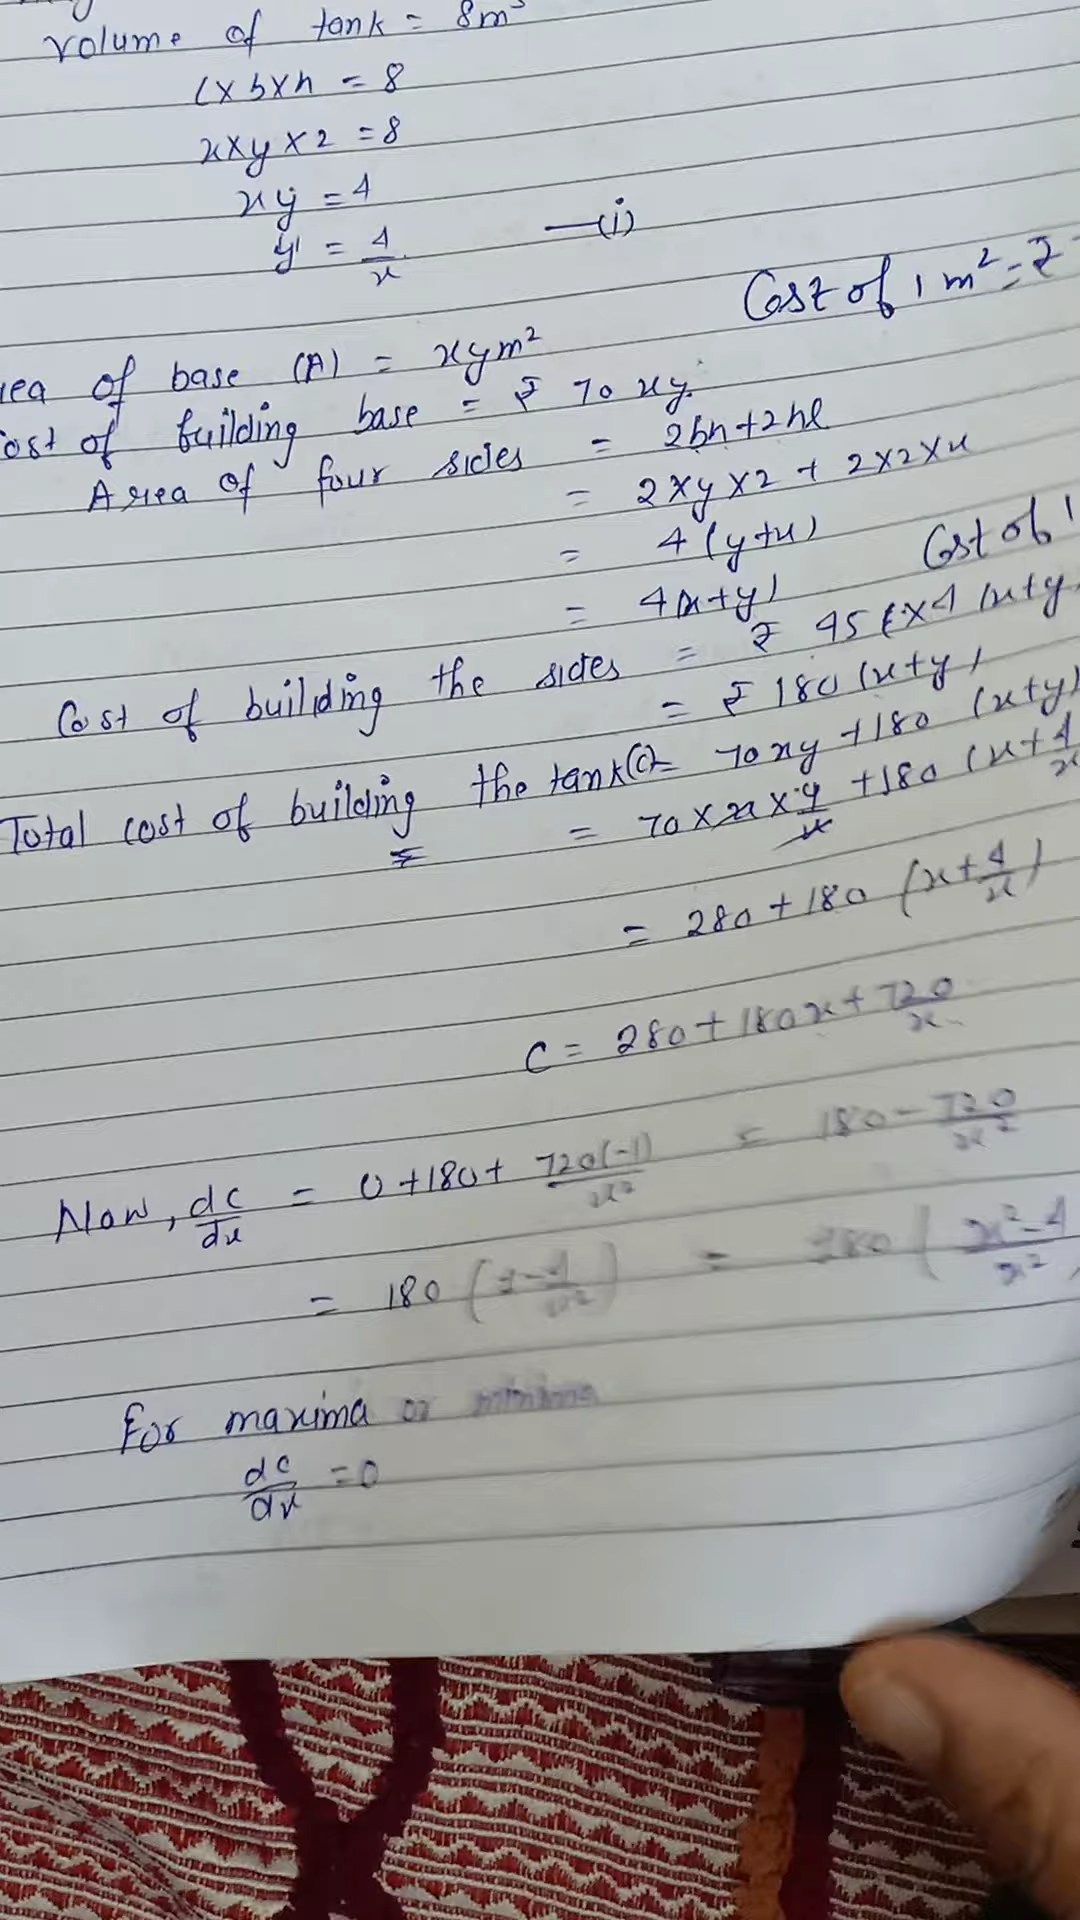 volume of tank = 8m³
l×b×h = 8
x×y×2 = 8
xy = 4
y = 4/x —(i)
Cost of 1 m² = ₹
Area of base (A) = xy m²
Cost of building base = ₹ 70 xy
Area of four sides = 2bh+2hl
= 2×y×2 + 2×2×x
= 4(y+x)
Cost of 1
= 4(x+y)
Cost of building the sides = ₹ 45 ×4 (x+y)
= ₹ 180 (x+y)
Total cost of building the tank(C)= 70xy +180 (x+y)
= 70×x×4/x +180 (x+4/x
= 280+180 (x+4/x)
C = 280+180x+720/x
Now, dc/dx = 0+180+ 720(-1)/x² = 180-720/x²
= 180 (1-4/x²) = 180 (x²-4/x²
For maxima or minima
dc/dx =0